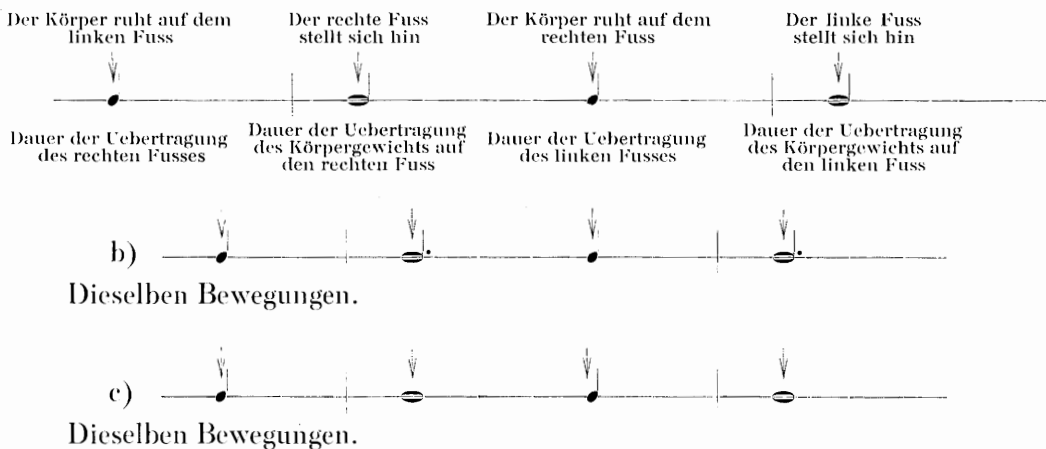 Der Körper ruht auf dem
linken Fuss
Der rechte Fuss
stellt sich hin
Der Körper ruht auf dem
rechten Fuss
Der linke Fuss
stellt sich hin
Dauer der Uebertragung
des rechten Fusses
Dauer der Uebertragung
des Körpergewichts auf
den rechten Fuss
Dauer der Uebertragung
des linken Fusses
Dauer der Uebertragung
des Körpergewichts auf
den linken Fuss
b)
Dieselben Bewegungen.
c)
Dieselben Bewegungen.